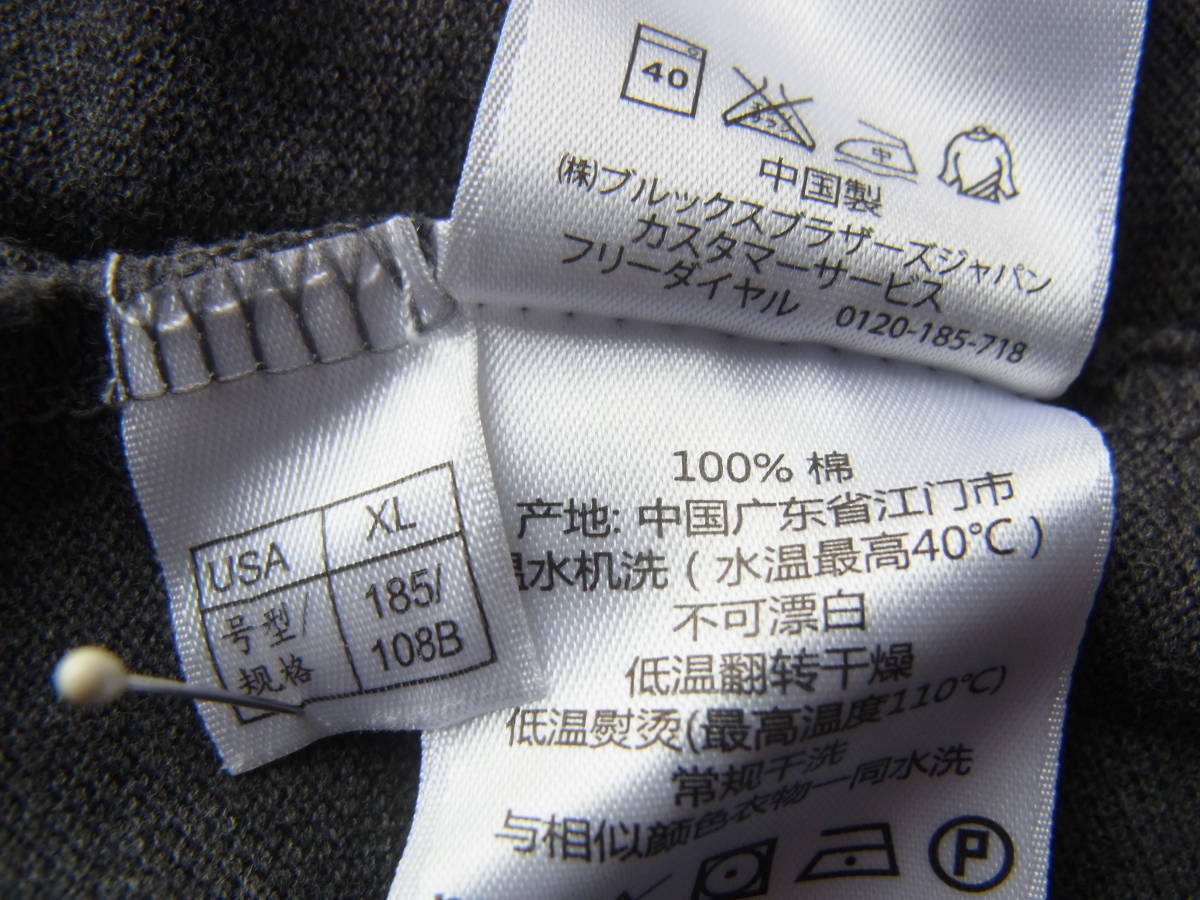 40
エンソ
中
中国製
(株)ブルックスブラザーズジャパン
カスタマーサービス
フリーダイヤル 0120-185-718
USA XL
号型/ 185/
规格 108B
100% 棉
产地: 中国广东省江门市
温水机洗 ( 水温最高40℃ )
不可漂白
低温翻转干燥
低温熨烫(最高温度110℃)
常规干洗
与相似颜色衣物一同水洗
P